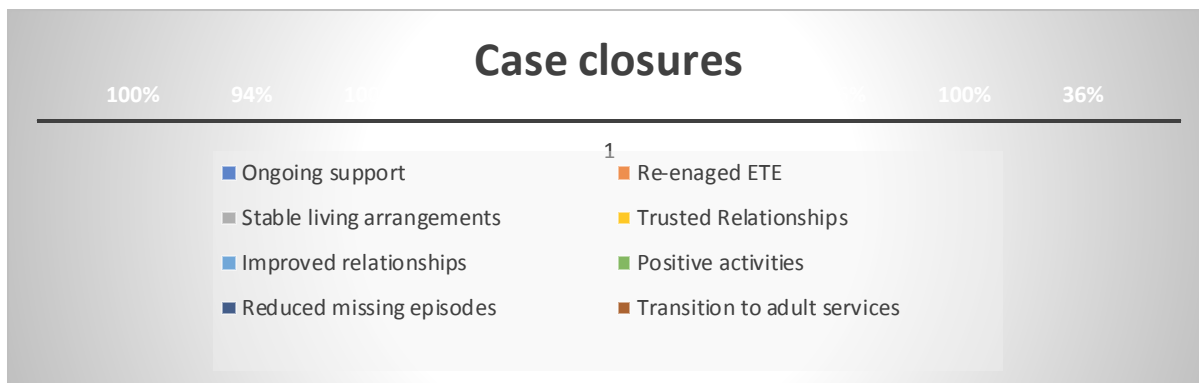 Case closures
100% 94% 100% 36%
1
Ongoing support Re-enaged ETE
Stable living arrangements Trusted Relationships
Improved relationships Positive activities
Reduced missing episodes Transition to adult services